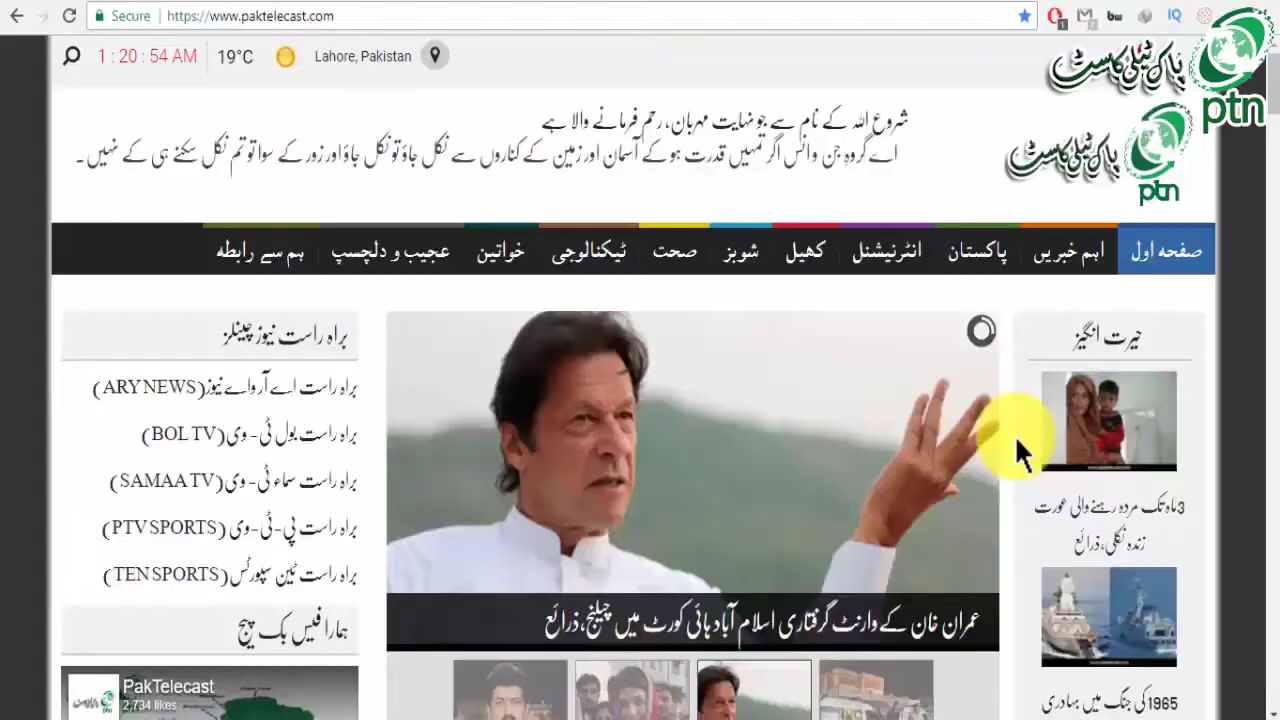 Secure https://www.paktelecast.com
1:20:54 AM 19°C Lahore, Pakistan
پاک ٹیلی کاسٹ
ptn
شروع اللہ کے نام سے جو نہایت مہربان، رحم فرمانے والا ہے
اے گروہِ جن و انس اگر تمہیں قدرت ہو کے آسمان اور زمین کے کناروں سے نکل جاؤ تو نکل جاؤ اور زور کے سوا تو تم نکل سکنے ہی کے نہیں۔
پاک ٹیلی کاسٹ
ptn
صفحہ اول اہم خبریں پاکستان انٹرنیشنل کھیل شوبز صحت ٹیکنالوجی خواتین عجیب و دلچسپ ہم سے رابطہ
حیرت انگیز
3ماہ تک مردہ رہنے والی عورت
زندہ نکلی،ذرائع
1965 کی جنگ میں بہادری
عمران خان کے وارنٹ گرفتاری اسلام آباد ہائی کورٹ میں چیلنج،ذرائع
براہ راست نیوز چینلز
براہ راست اے آر وائے نیوز(ARY NEWS)
براہ راست بول ٹی-وی(BOL TV)
براہ راست سماء ٹی-وی(SAMAA TV)
براہ راست پی-ٹی-وی(PTV SPORTS)
براہ راست ٹین سپورٹس(TEN SPORTS)
ہمارا فیس بک پیج
PakTelecast
2,734 likes